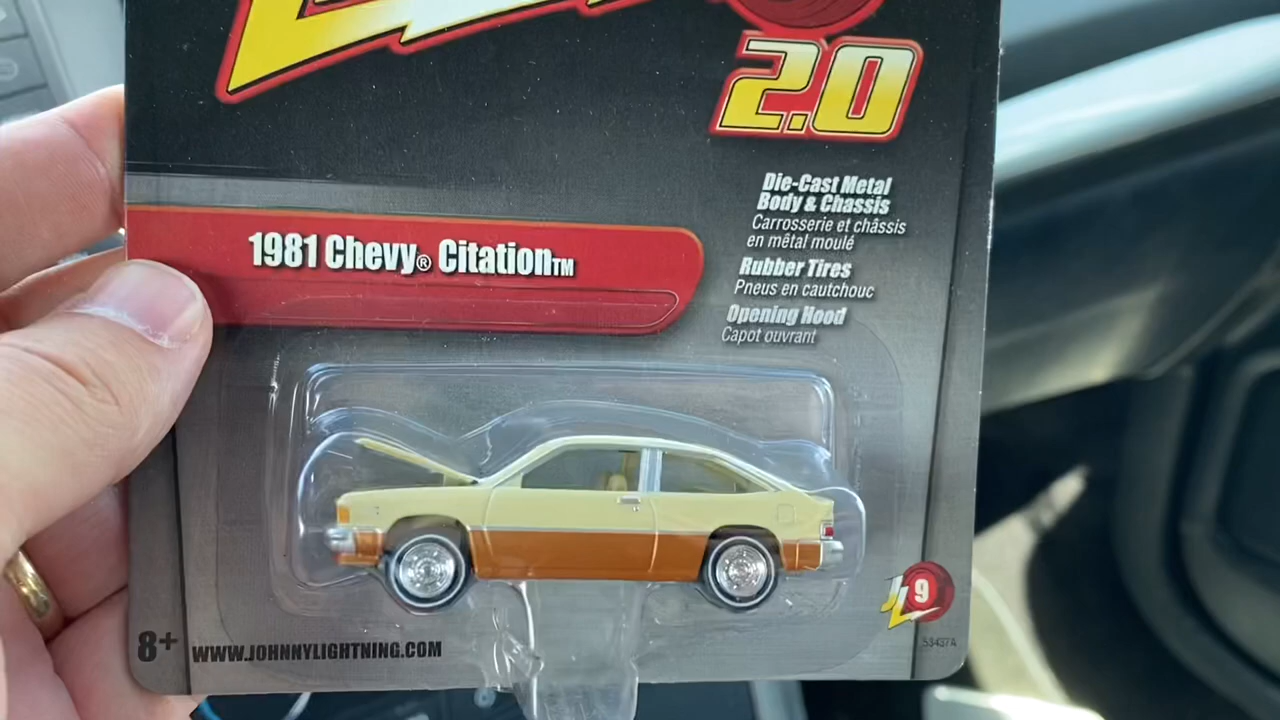 2.0
Die-Cast Metal
Body & Chassis
Carrosserie et châssis
en métal moulé
1981 Chevy® Citation™
Rubber Tires
Pneus en cautchouc
Opening Hood
Capot ouvrant
JL 9
8+ WWW.JOHNNYLIGHTNING.COM
53437A